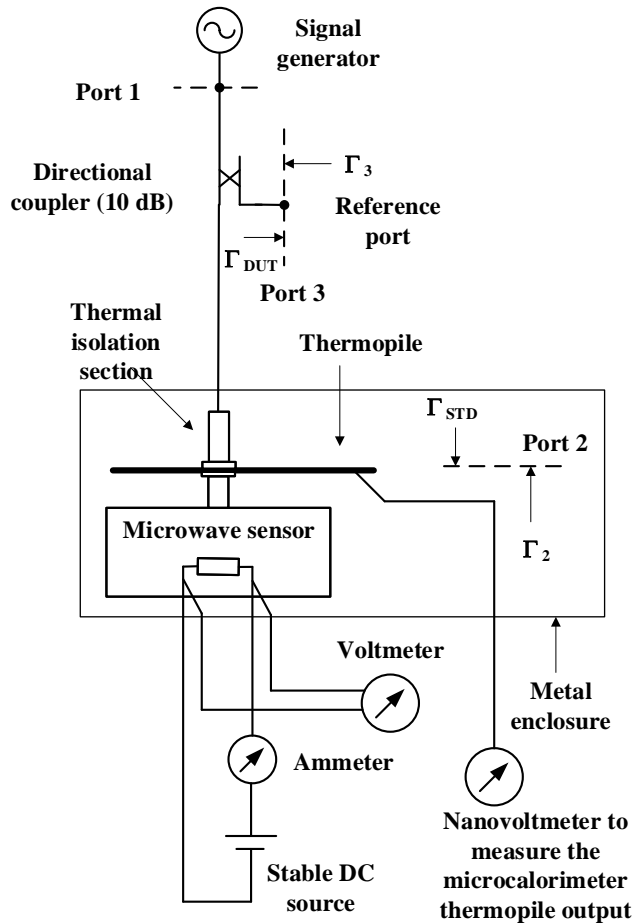 Signal
generator
Port 1
Γ3
Directional
coupler (10 dB)
Reference
port
ΓDUT
Port 3
Thermal
isolation
section
Thermopile
ΓSTD
Port 2
Microwave sensor
Γ2
Voltmeter
Metal
enclosure
Ammeter
Nanovoltmeter to
measure the
microcalorimeter
thermopile output
Stable DC
source